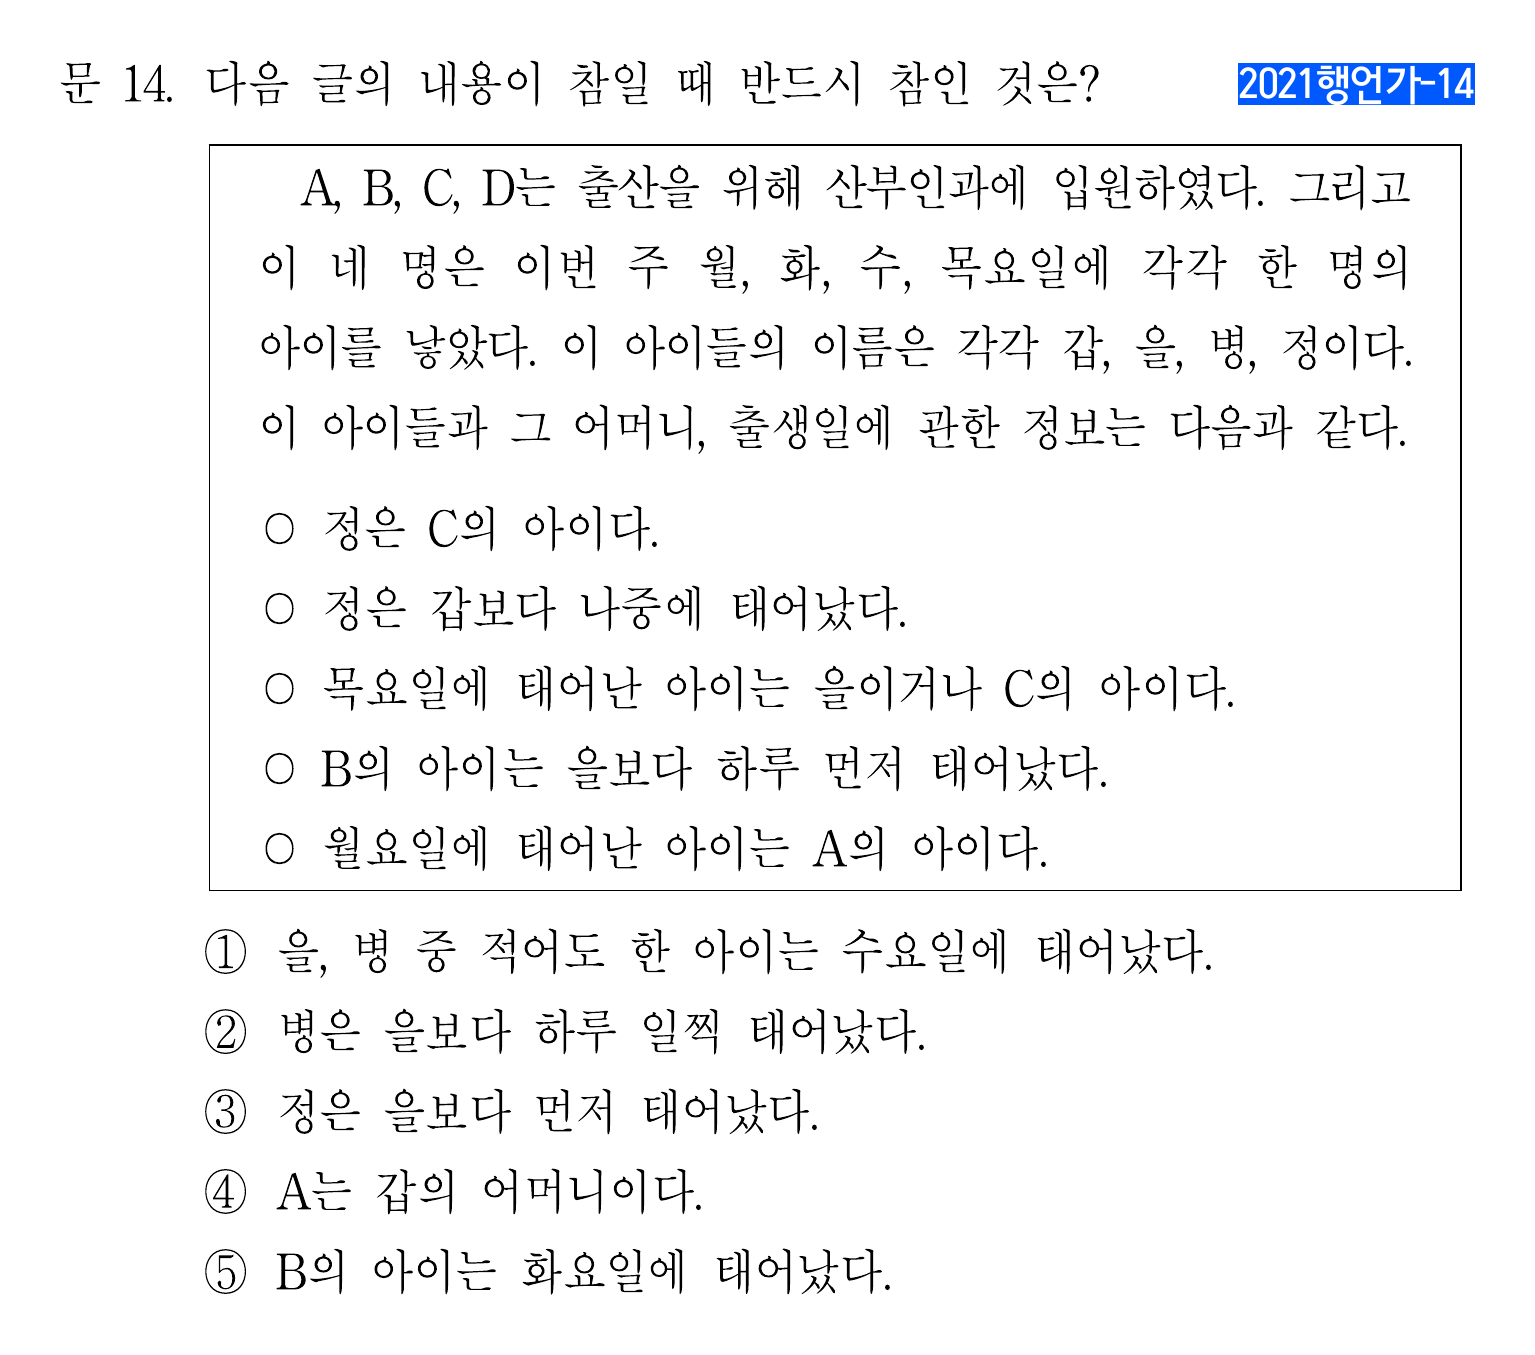 문 14. 다음 글의 내용이 참일 때 반드시 참인 것은? 2021행언가-14
A, B, C, D는 출산을 위해 산부인과에 입원하였다. 그리고
이 네 명은 이번 주 월, 화, 수, 목요일에 각각 한 명의
아이를 낳았다. 이 아이들의 이름은 각각 갑, 을, 병, 정이다.
이 아이들과 그 어머니, 출생일에 관한 정보는 다음과 같다.
○ 정은 C의 아이다.
○ 정은 갑보다 나중에 태어났다.
○ 목요일에 태어난 아이는 을이거나 C의 아이다.
○ B의 아이는 을보다 하루 먼저 태어났다.
○ 월요일에 태어난 아이는 A의 아이다.
① 을, 병 중 적어도 한 아이는 수요일에 태어났다.
② 병은 을보다 하루 일찍 태어났다.
③ 정은 을보다 먼저 태어났다.
④ A는 갑의 어머니이다.
⑤ B의 아이는 화요일에 태어났다.